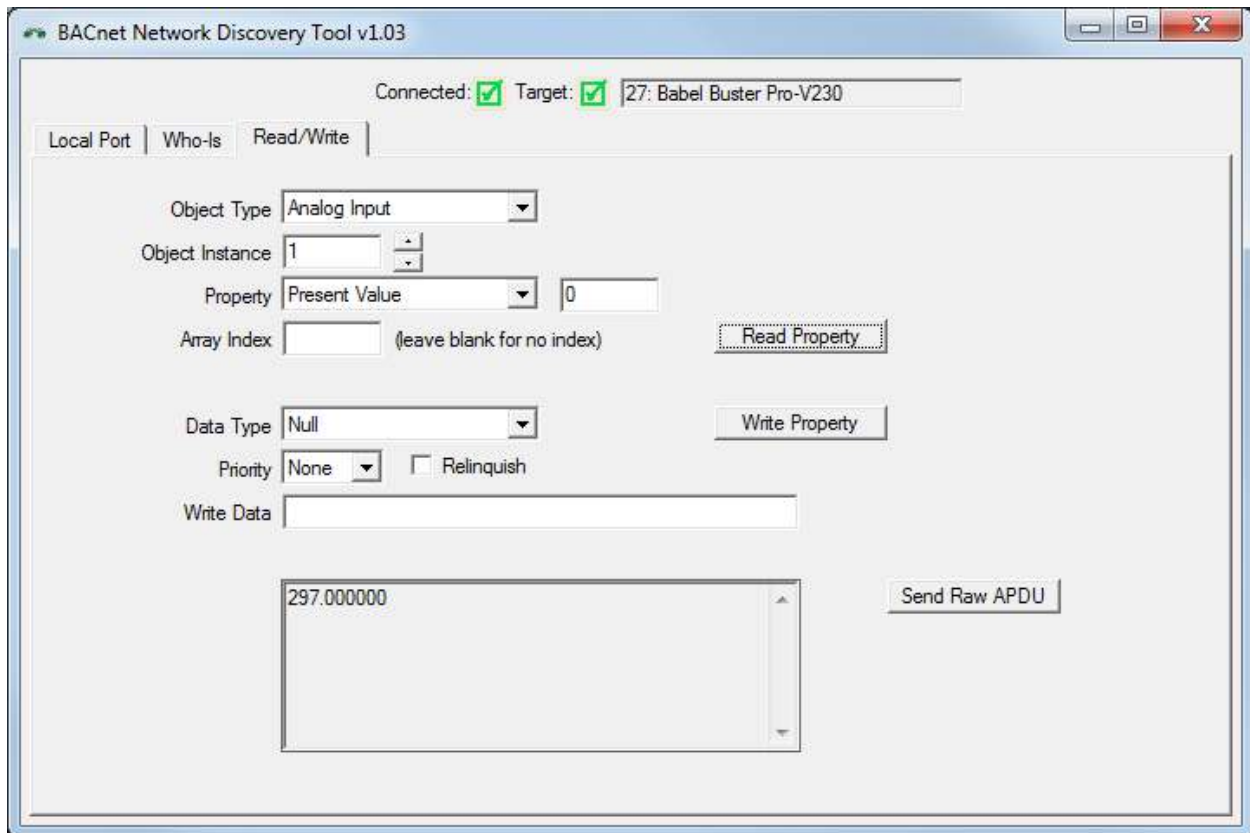 BACnet Network Discovery Tool v1.03
Connected: Target: 27: Babel Buster Pro-V230
Local Port Who-Is Read/Write
Object Type Analog Input
Object Instance 1
Property Present Value 0
Array Index (leave blank for no index) Read Property
Data Type Null Write Property
Priority None Relinquish
Write Data
297.000000 Send Raw APDU